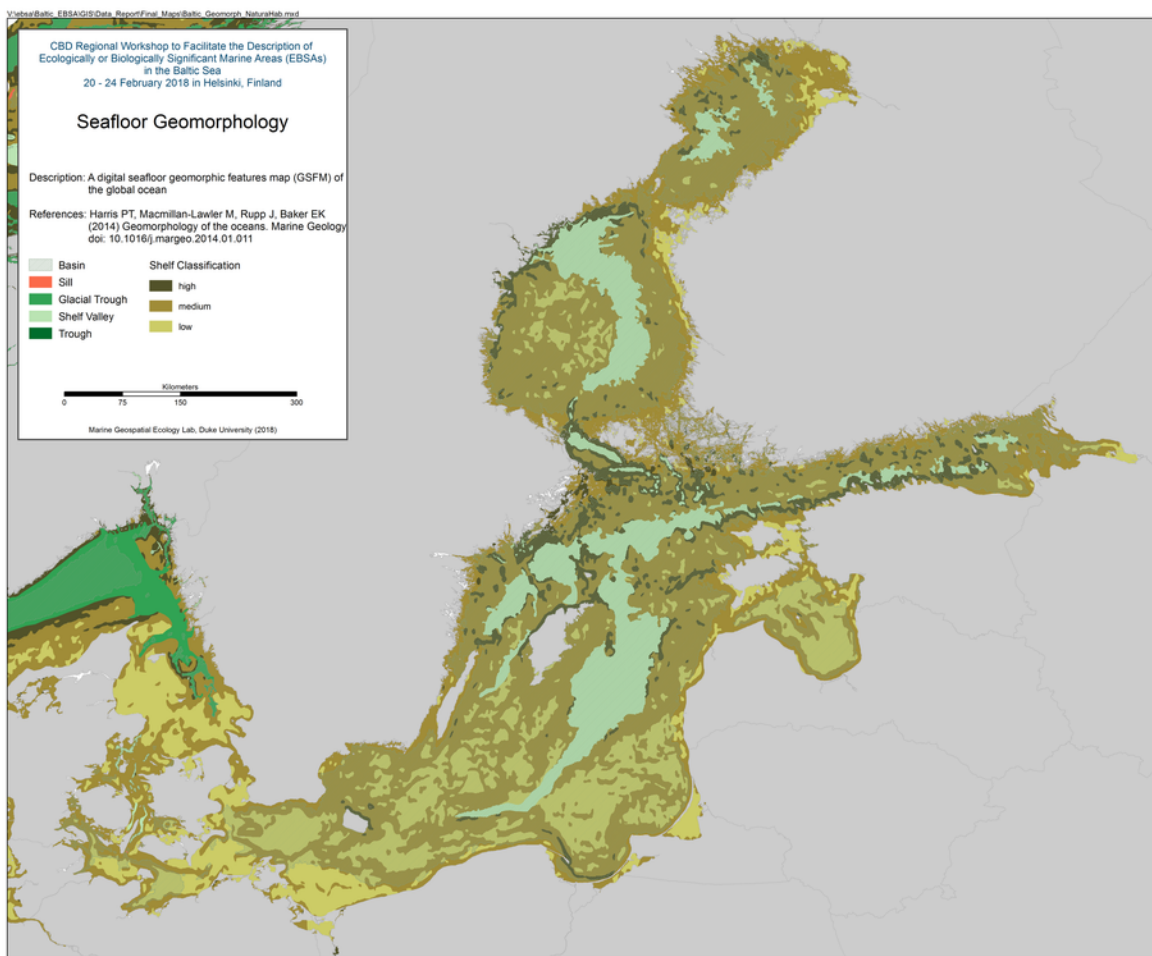 V:\ebsa\Baltic_EBSA\GIS\Data_Report\Final_Maps\Baltic_Geomorph_NaturaHab.mxd
CBD Regional Workshop to Facilitate the Description of
Ecologically or Biologically Significant Marine Areas (EBSAs)
in the Baltic Sea
20 - 24 February 2018 in Helsinki, Finland
Seafloor Geomorphology
Description: A digital seafloor geomorphic features map (GSFM) of
the global ocean
References: Harris PT, Macmillan-Lawler M, Rupp J, Baker EK
(2014) Geomorphology of the oceans. Marine Geology
doi: 10.1016/j.margeo.2014.01.011
Basin
Sill
Glacial Trough
Shelf Valley
Trough
Shelf Classification
high
medium
low
Kilometers
0 75 150 300
Marine Geospatial Ecology Lab, Duke University (2018)